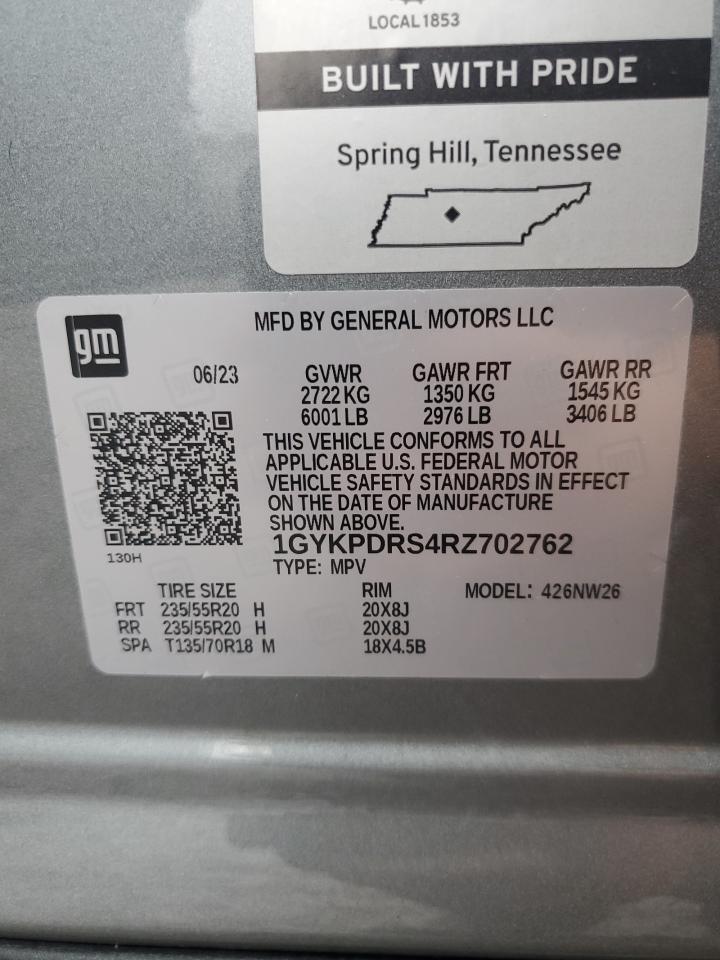 LOCAL 1853
BUILT WITH PRIDE
Spring Hill, Tennessee
gm
MFD BY GENERAL MOTORS LLC
06/23 GVWR GAWR FRT GAWR RR
2722 KG 1350 KG 1545 KG
6001 LB 2976 LB 3406 LB
THIS VEHICLE CONFORMS TO ALL
APPLICABLE U.S. FEDERAL MOTOR
VEHICLE SAFETY STANDARDS IN EFFECT
ON THE DATE OF MANUFACTURE
SHOWN ABOVE.
1GYKPDRS4RZ702762
130H
TYPE: MPV
TIRE SIZE RIM MODEL: 426NW26
FRT 235/55R20 H 20X8J
RR 235/55R20 H 20X8J
SPA T135/70R18 M 18X4.5B